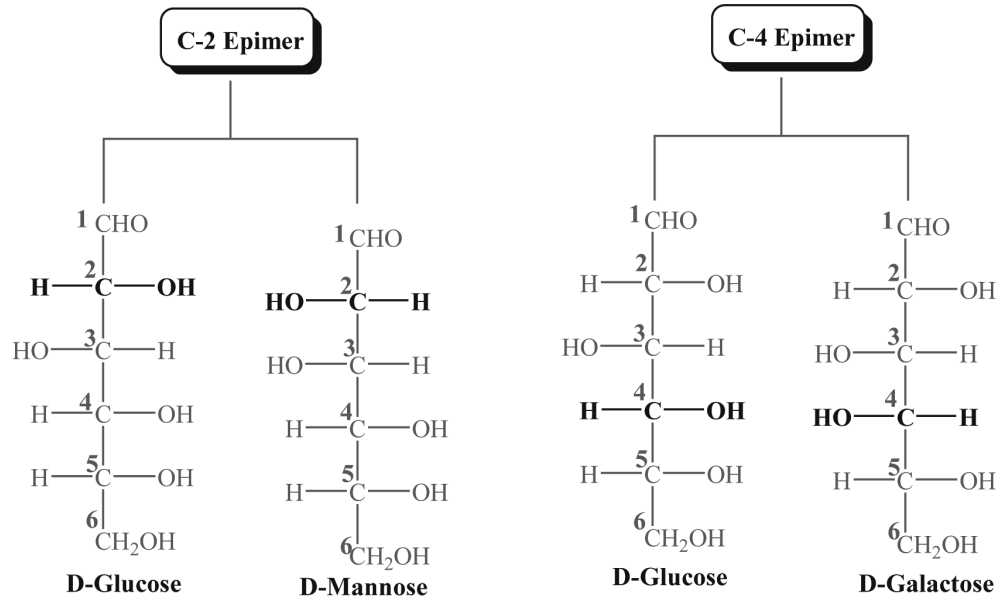 C-2 Epimer
1 CHO
2
H C OH
3
HO C H
4
H C OH
5
H C OH
6
CH₂OH
D-Glucose
1 CHO
2
HO C H
3
HO C H
4
H C OH
5
H C OH
6
CH₂OH
D-Mannose
C-4 Epimer
1 CHO
2
H C OH
3
HO C H
4
H C OH
5
H C OH
6
CH₂OH
D-Glucose
1 CHO
2
H C OH
3
HO C H
4
HO C H
5
H C OH
6
CH₂OH
D-Galactose